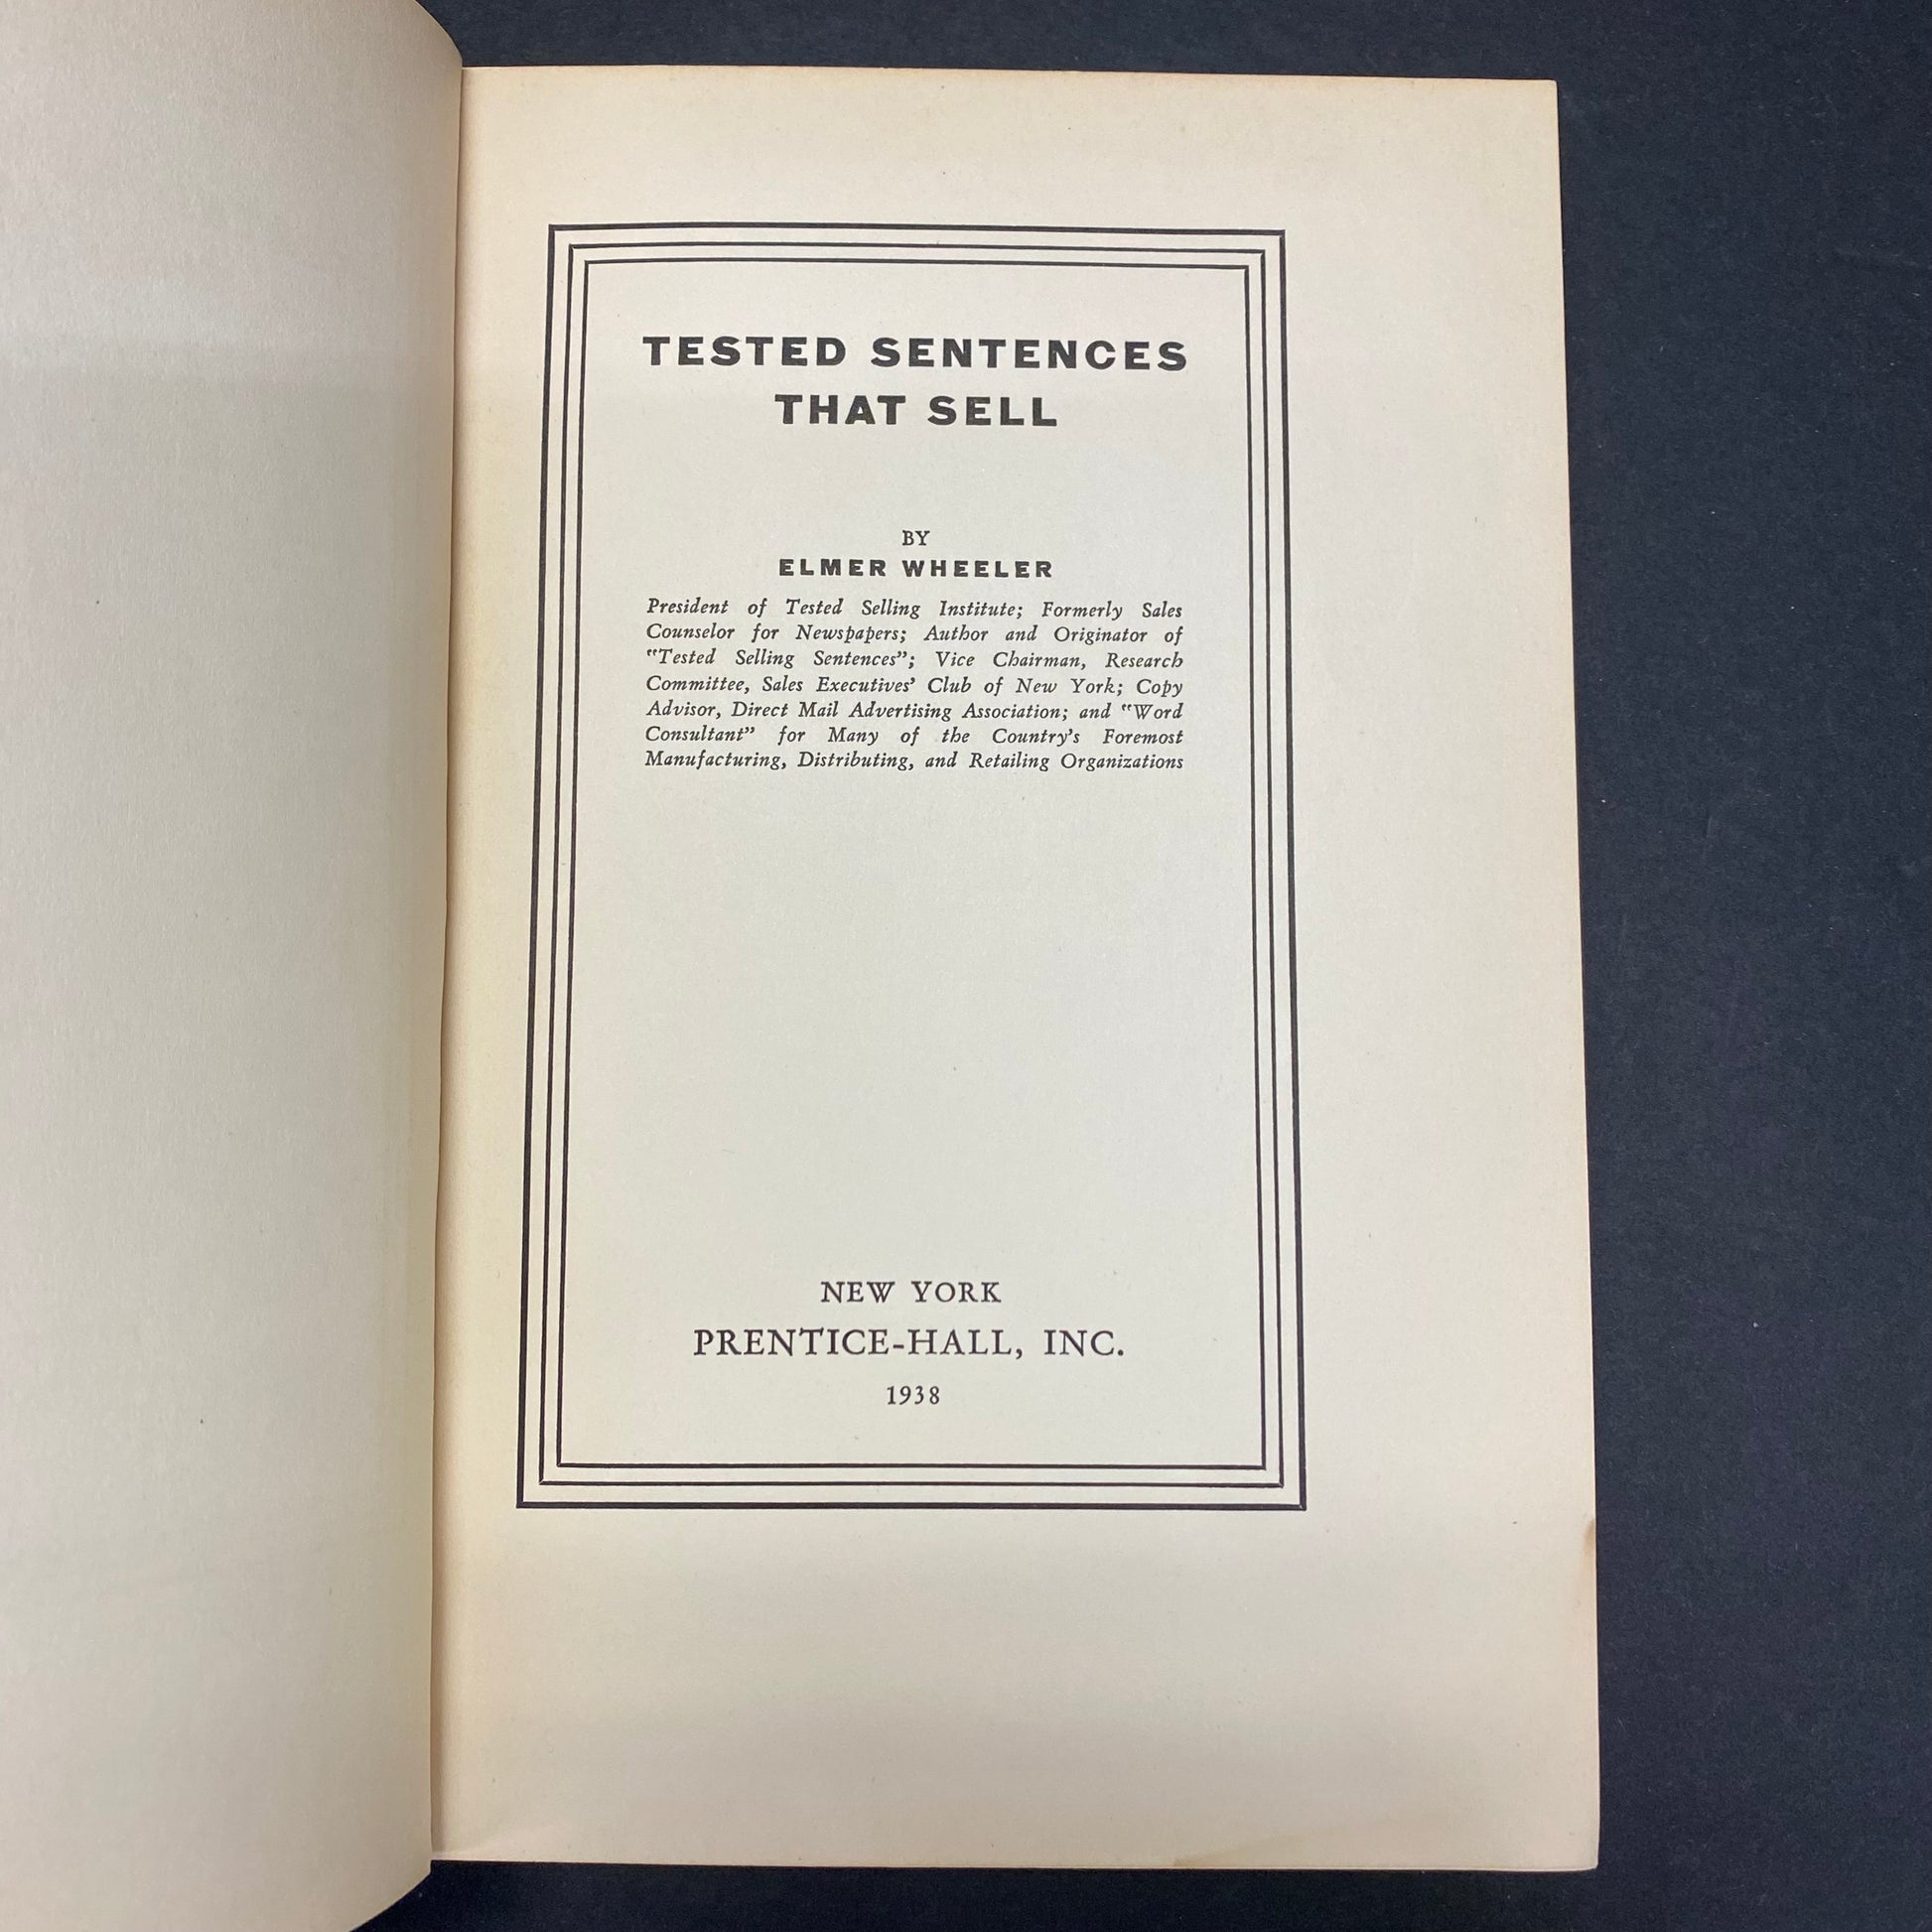 TESTED SENTENCES
THAT SELL
BY
ELMER WHEELER
President of Tested Selling Institute; Formerly Sales
Counselor for Newspapers; Author and Originator of
"Tested Selling Sentences"; Vice Chairman, Research
Committee, Sales Executives' Club of New York; Copy
Advisor, Direct Mail Advertising Association; and "Word
Consultant" for Many of the Country's Foremost
Manufacturing, Distributing, and Retailing Organizations
NEW YORK
PRENTICE-HALL, INC.
1938